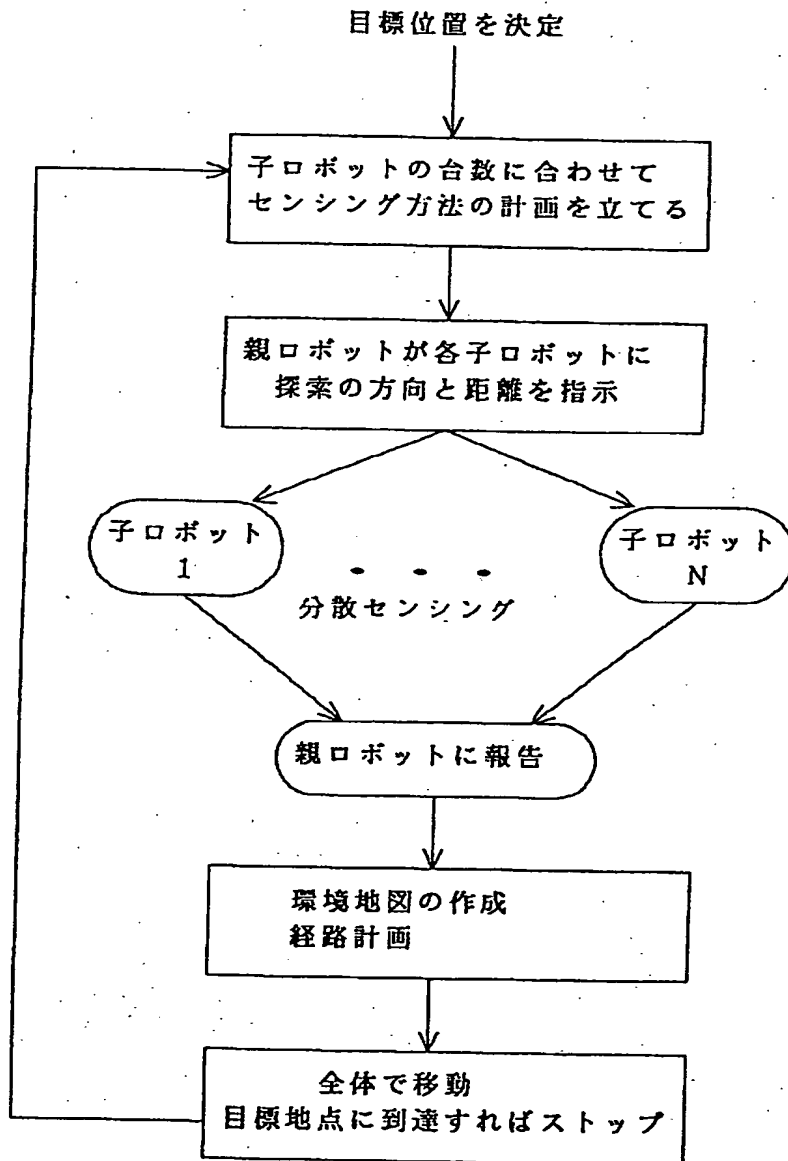 目標位置を決定
子ロボットの台数に合わせて
センシング方法の計画を立てる
親ロボットが各子ロボットに
探索の方向と距離を指示
子ロボット
1
子ロボット
N
分散センシング
親ロボットに報告
環境地図の作成
経路計画
全体で移動
目標地点に到達すればストップ